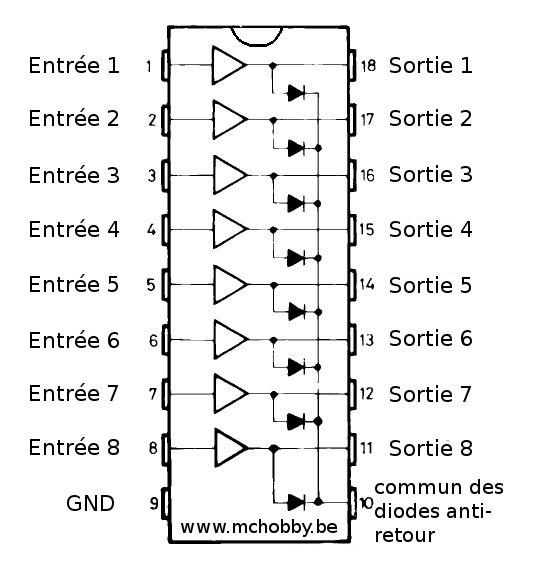 Entrée 1 1 18 Sortie 1
Entrée 2 2 17 Sortie 2
Entrée 3 3 16 Sortie 3
Entrée 4 4 15 Sortie 4
Entrée 5 5 14 Sortie 5
Entrée 6 6 13 Sortie 6
Entrée 7 7 12 Sortie 7
Entrée 8 8 11 Sortie 8
GND 9 10 commun des
diodes anti-
retour
www.mchobby.be